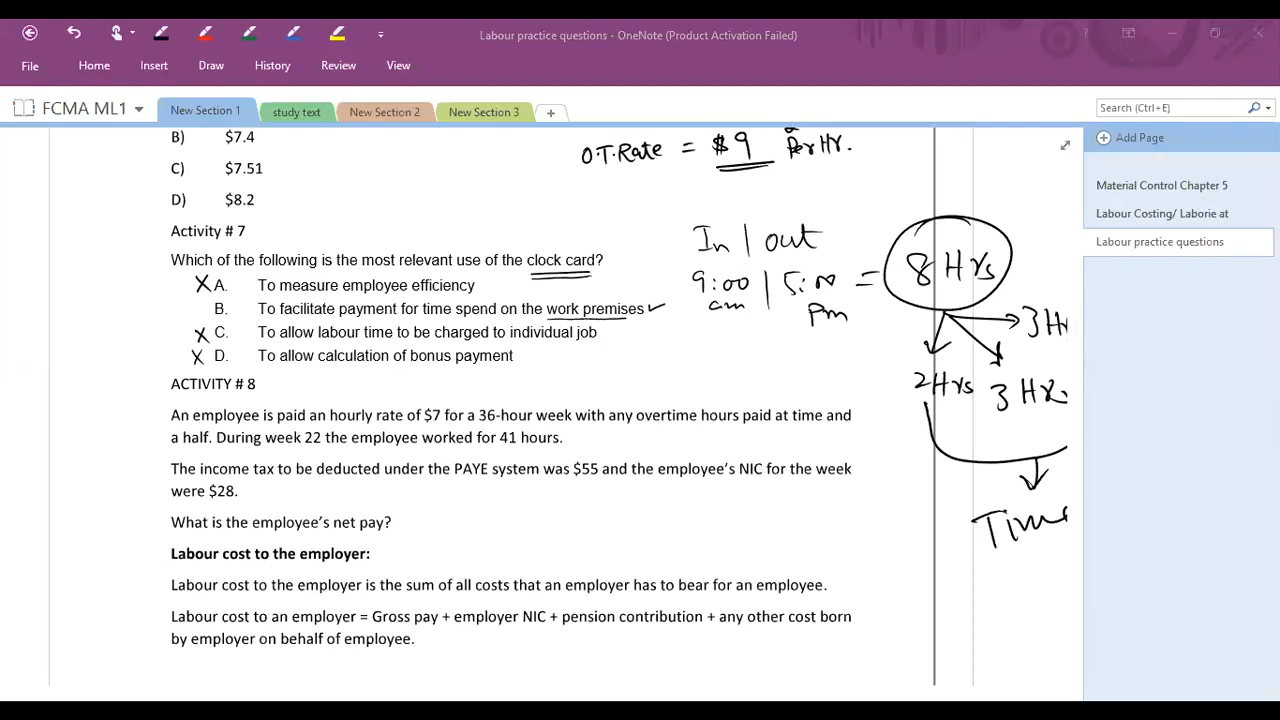 Labour practice questions - OneNote (Product Activation Failed)
File Home Insert Draw History Review View
FCMA ML1 New Section 1 study text New Section 2 New Section 3 Search (Ctrl+E)
Add Page
Material Control Chapter 5
Labour Costing/ Laborie at
Labour practice questions
B) $7.4
O.T.Rate = $9 Per Hr.
C) $7.51
D) $8.2
Activity # 7
In | out
Which of the following is the most relevant use of the clock card?
8 Hrs
A. To measure employee efficiency
9:00 am | 5:00 pm =
B. To facilitate payment for time spend on the work premises
C. To allow labour time to be charged to individual job
3 Hr
D. To allow calculation of bonus payment
2 Hrs 3 Hrs
ACTIVITY # 8
An employee is paid an hourly rate of $7 for a 36-hour week with any overtime hours paid at time and
a half. During week 22 the employee worked for 41 hours.
The income tax to be deducted under the PAYE system was $55 and the employee's NIC for the week
were $28.
What is the employee's net pay?
Time
Labour cost to the employer:
Labour cost to the employer is the sum of all costs that an employer has to bear for an employee.
Labour cost to an employer = Gross pay + employer NIC + pension contribution + any other cost born
by employer on behalf of employee.